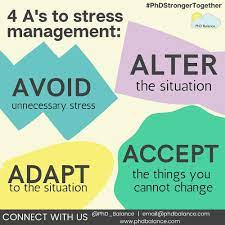 4 A's to stress
management:
#PhDStrongerTogether
PhD Balance
AVOID
unnecessary stress
ALTER
the situation
ADAPT
to the situation
ACCEPT
the things you
cannot change
CONNECT WITH US @PhD_Balance | email@phdbalance.com |
www.phdbalance.com